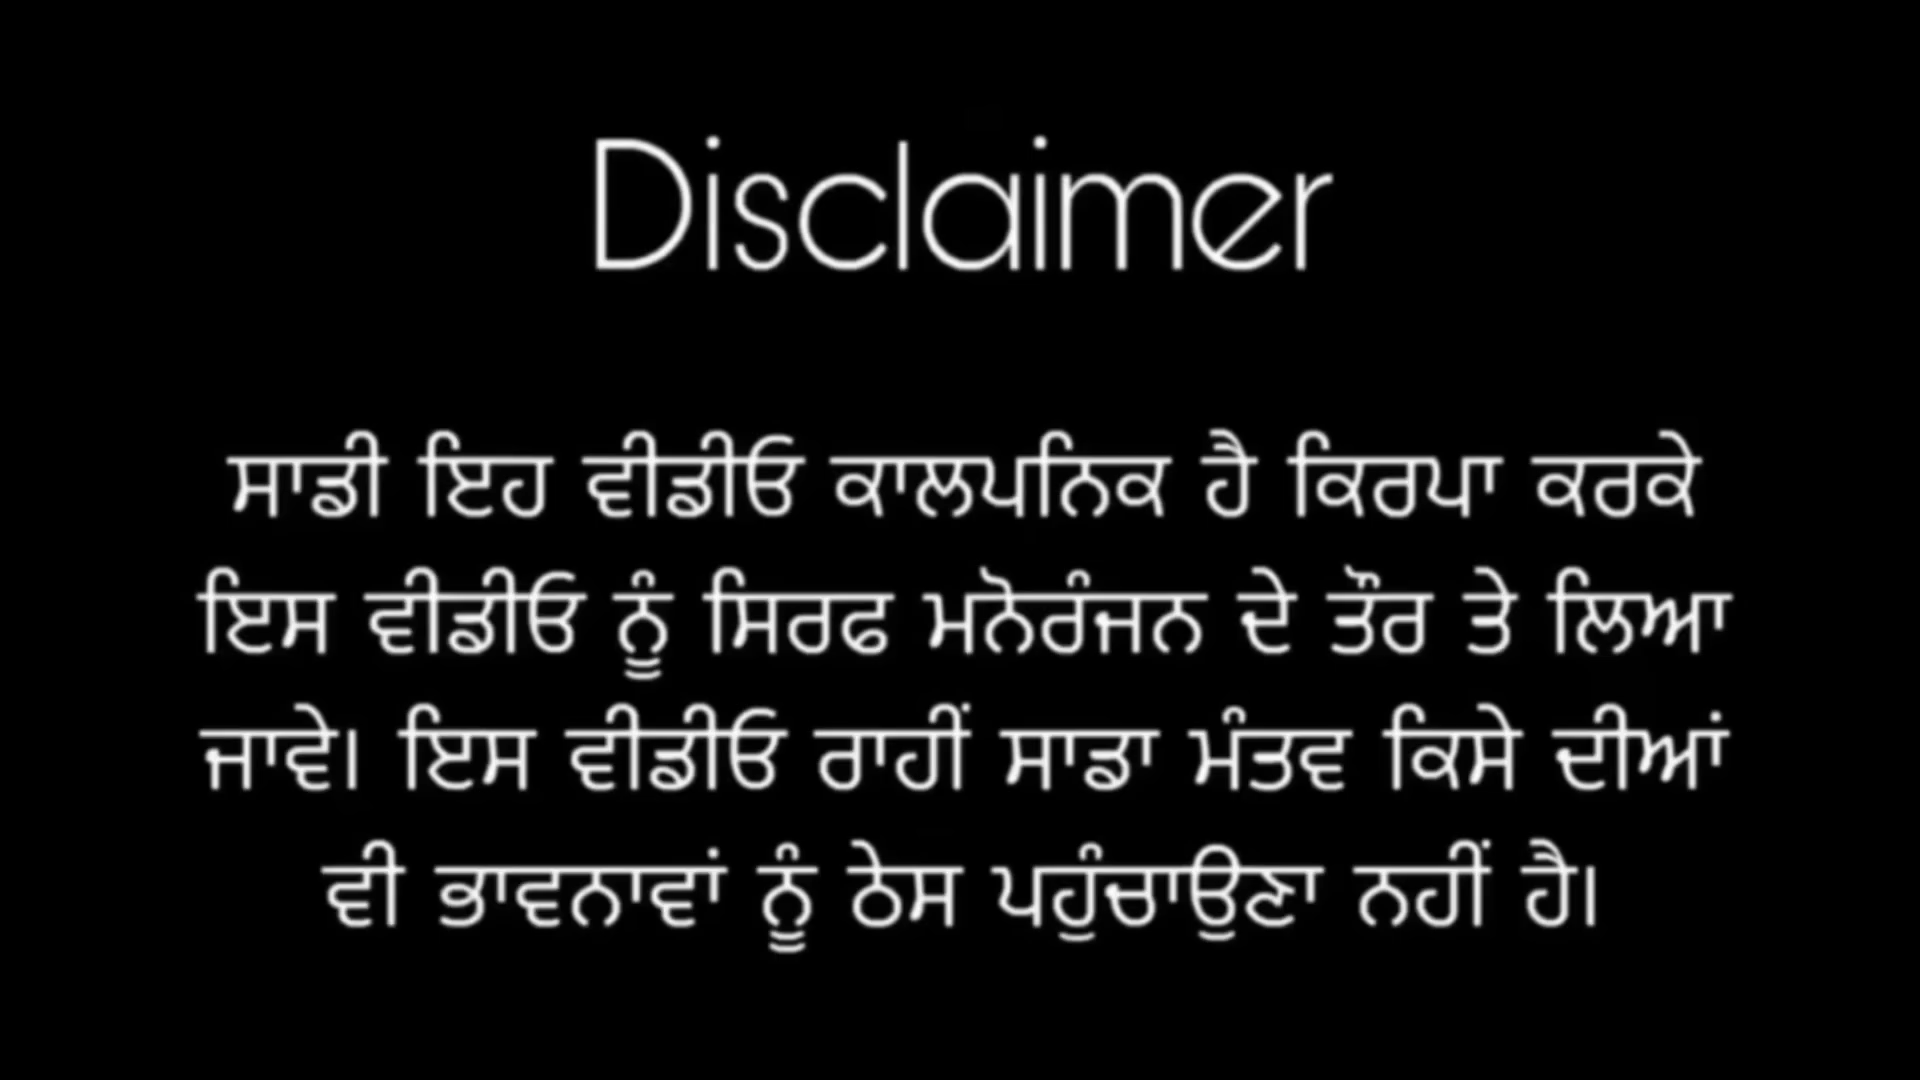 Disclaimer
ਸਾਡੀ ਇਹ ਵੀਡੀਓ ਕਾਲਪਨਿਕ ਹੈ ਕਿਰਪਾ ਕਰਕੇ
ਇਸ ਵੀਡੀਓ ਨੂੰ ਸਿਰਫ ਮਨੋਰੰਜਨ ਦੇ ਤੌਰ ਤੇ ਲਿਆ
ਜਾਵੇ। ਇਸ ਵੀਡੀਓ ਰਾਹੀਂ ਸਾਡਾ ਮੰਤਵ ਕਿਸੇ ਦੀਆਂ
ਵੀ ਭਾਵਨਾਵਾਂ ਨੂੰ ਠੇਸ ਪਹੁੰਚਾਉਣਾ ਨਹੀਂ ਹੈ।